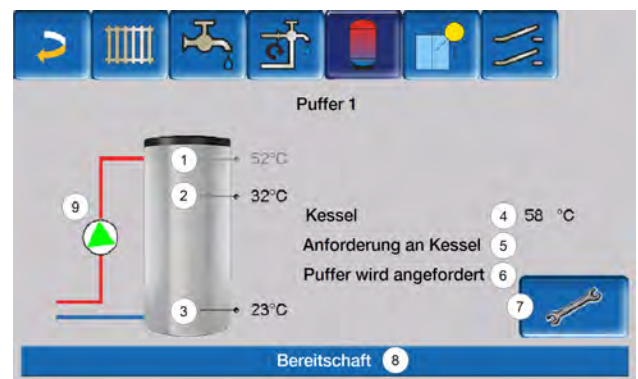 Puffer 1
1 52°C
2 32°C
9
Kessel 4 58 °C
Anforderung an Kessel 5
Puffer wird angefordert 6
3 23°C
7
Bereitschaft 8